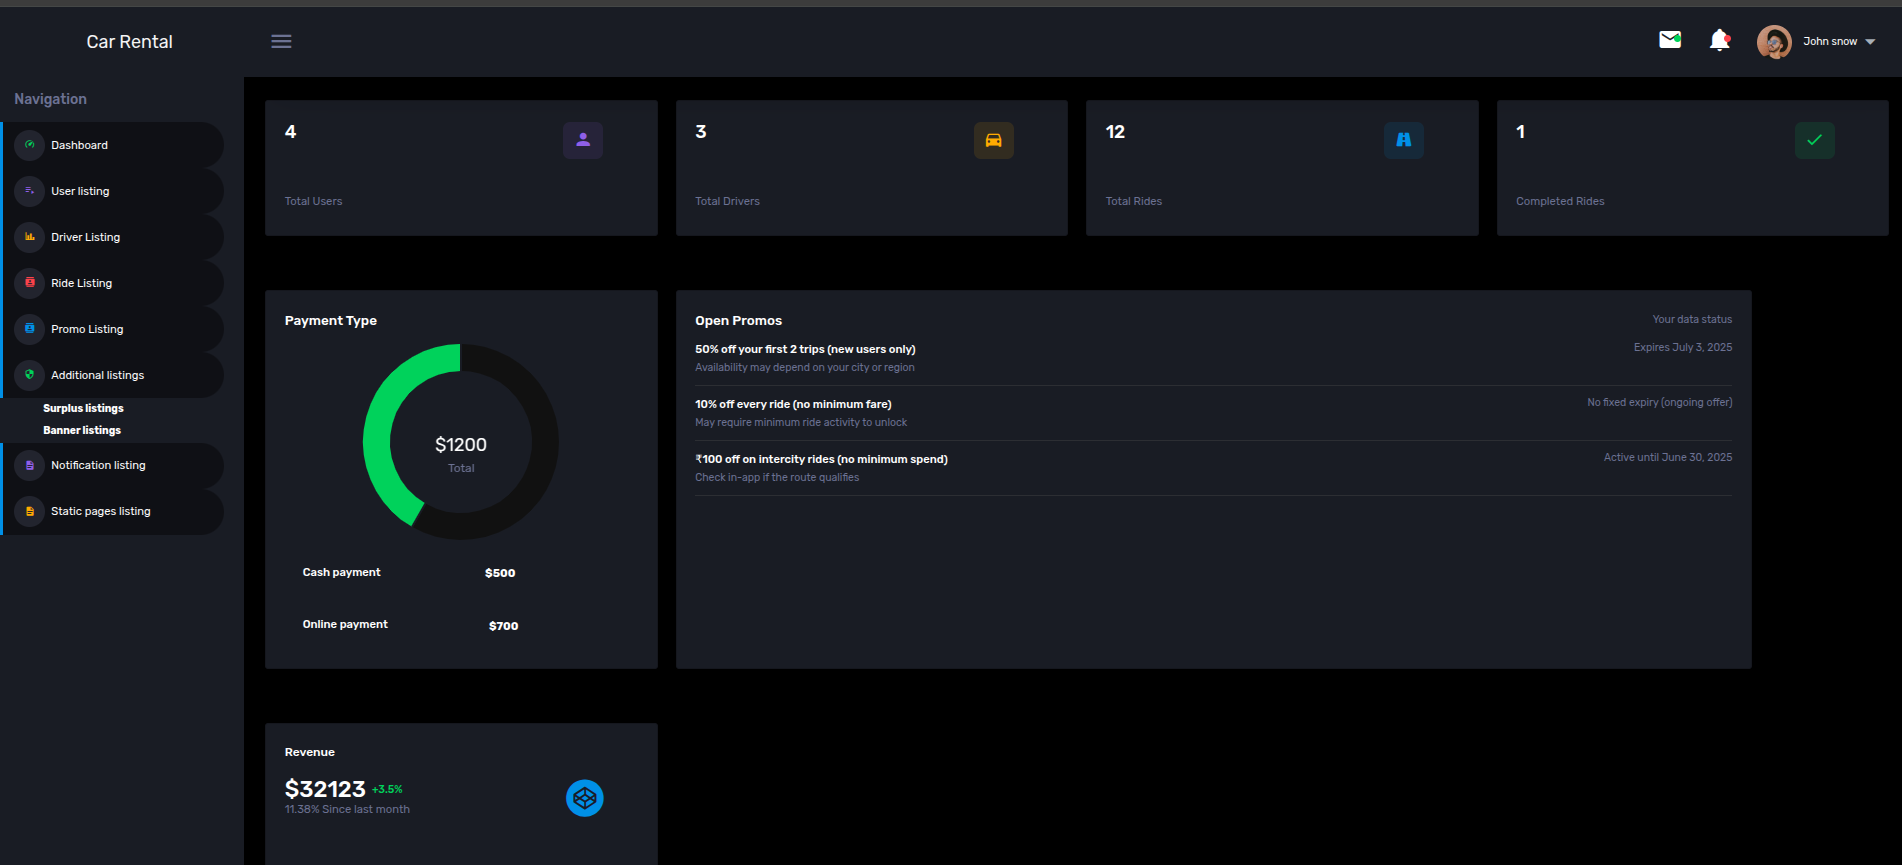 Car Rental
John snow
Navigation
Dashboard
User listing
Driver Listing
Ride Listing
Promo Listing
Additional listings
Surplus listings
Banner listings
Notification listing
Static pages listing
4
Total Users
3
Total Drivers
12
Total Rides
1
Completed Rides
Payment Type
$1200
Total
Cash payment $500
Online payment $700
Open Promos Your data status
50% off your first 2 trips (new users only) Expires July 3, 2025
Availability may depend on your city or region
10% off every ride (no minimum fare) No fixed expiry (ongoing offer)
May require minimum ride activity to unlock
₹100 off on intercity rides (no minimum spend) Active until June 30, 2025
Check in-app if the route qualifies
Revenue
$32123 +3.5%
11.38% Since last month